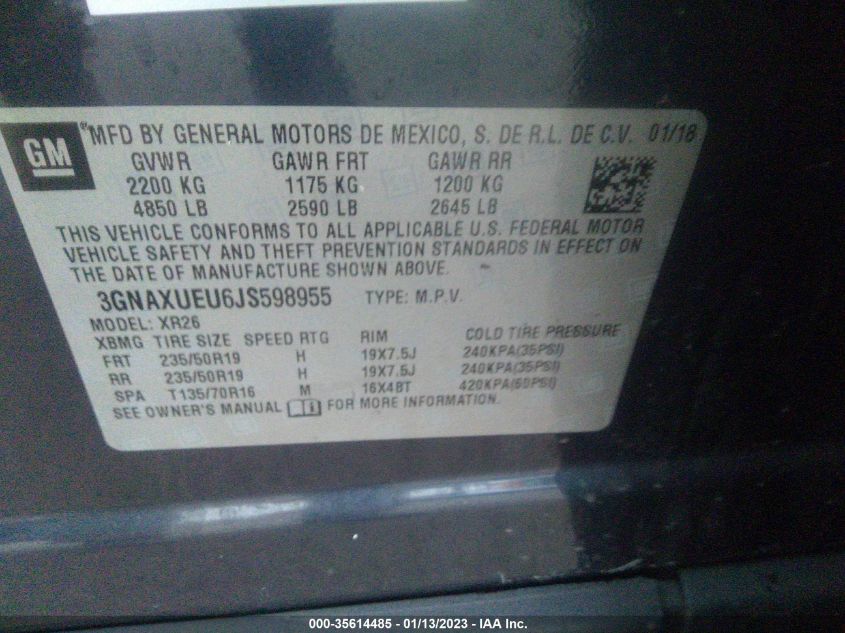 GM
® MFD BY GENERAL MOTORS DE MEXICO, S. DE R.L. DE C.V. 01/18
GVWR GAWR FRT GAWR RR
2200 KG 1175 KG 1200 KG
4850 LB 2590 LB 2645 LB
THIS VEHICLE CONFORMS TO ALL APPLICABLE U.S. FEDERAL MOTOR
VEHICLE SAFETY AND THEFT PREVENTION STANDARDS IN EFFECT ON
THE DATE OF MANUFACTURE SHOWN ABOVE.
3GNAXUEU6JS598955 TYPE: M.P.V.
MODEL: XR26
XBMG TIRE SIZE SPEED RTG RIM COLD TIRE PRESSURE
FRT 235/50R19 H 19X7.5J 240KPA(35PSI)
RR 235/50R19 H 19X7.5J 240KPA(35PSI)
SPA T135/70R16 M 16X4BT 420KPA(60PSI)
SEE OWNER'S MANUAL FOR MORE INFORMATION.
000-35614485 - 01/13/2023 - IAA Inc.